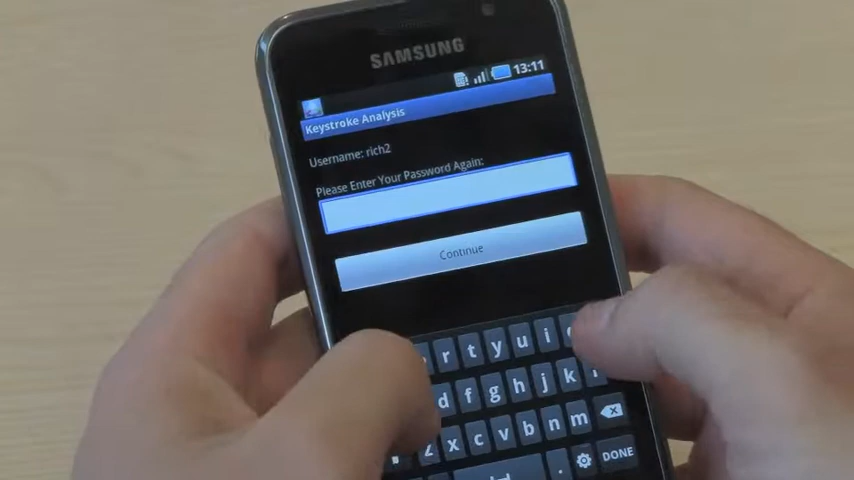 SAMSUNG
13:11
Keystroke Analysis
Username: rich2
Please Enter Your Password Again:
Continue
r t y u i
d f g h j k l
z x c v b n m
DONE